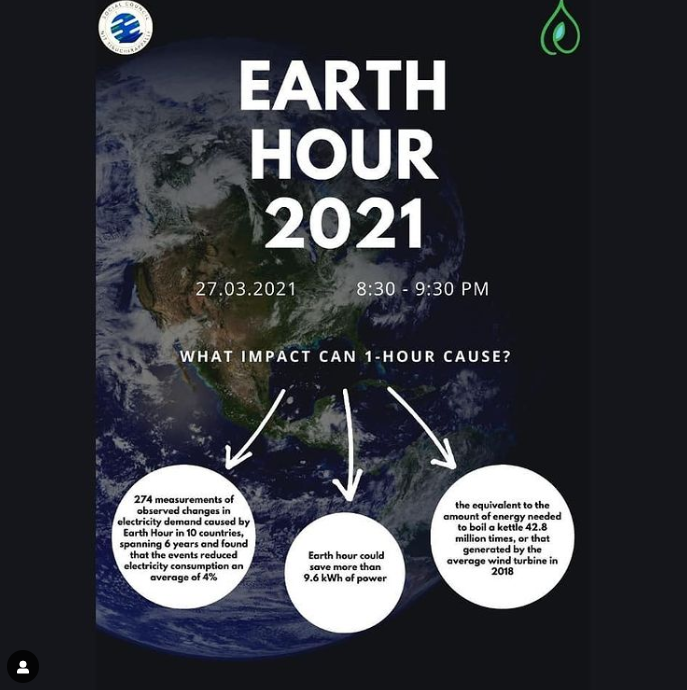 SOCIAL COUNCIL
NIT TIRUCHIRAPPALLI
EARTH
HOUR
2021
27.03.2021 8:30 - 9:30 PM
WHAT IMPACT CAN 1-HOUR CAUSE?
274 measurements of
observed changes in
electricity demand caused by
Earth Hour in 10 countries,
spanning 6 years and found
that the events reduced
electricity consumption an
average of 4%
Earth hour could
save more than
9.6 kWh of power
the equivalent to the
amount of energy needed
to boil a kettle 42.8
million times, or that
generated by the
average wind turbine in
2018